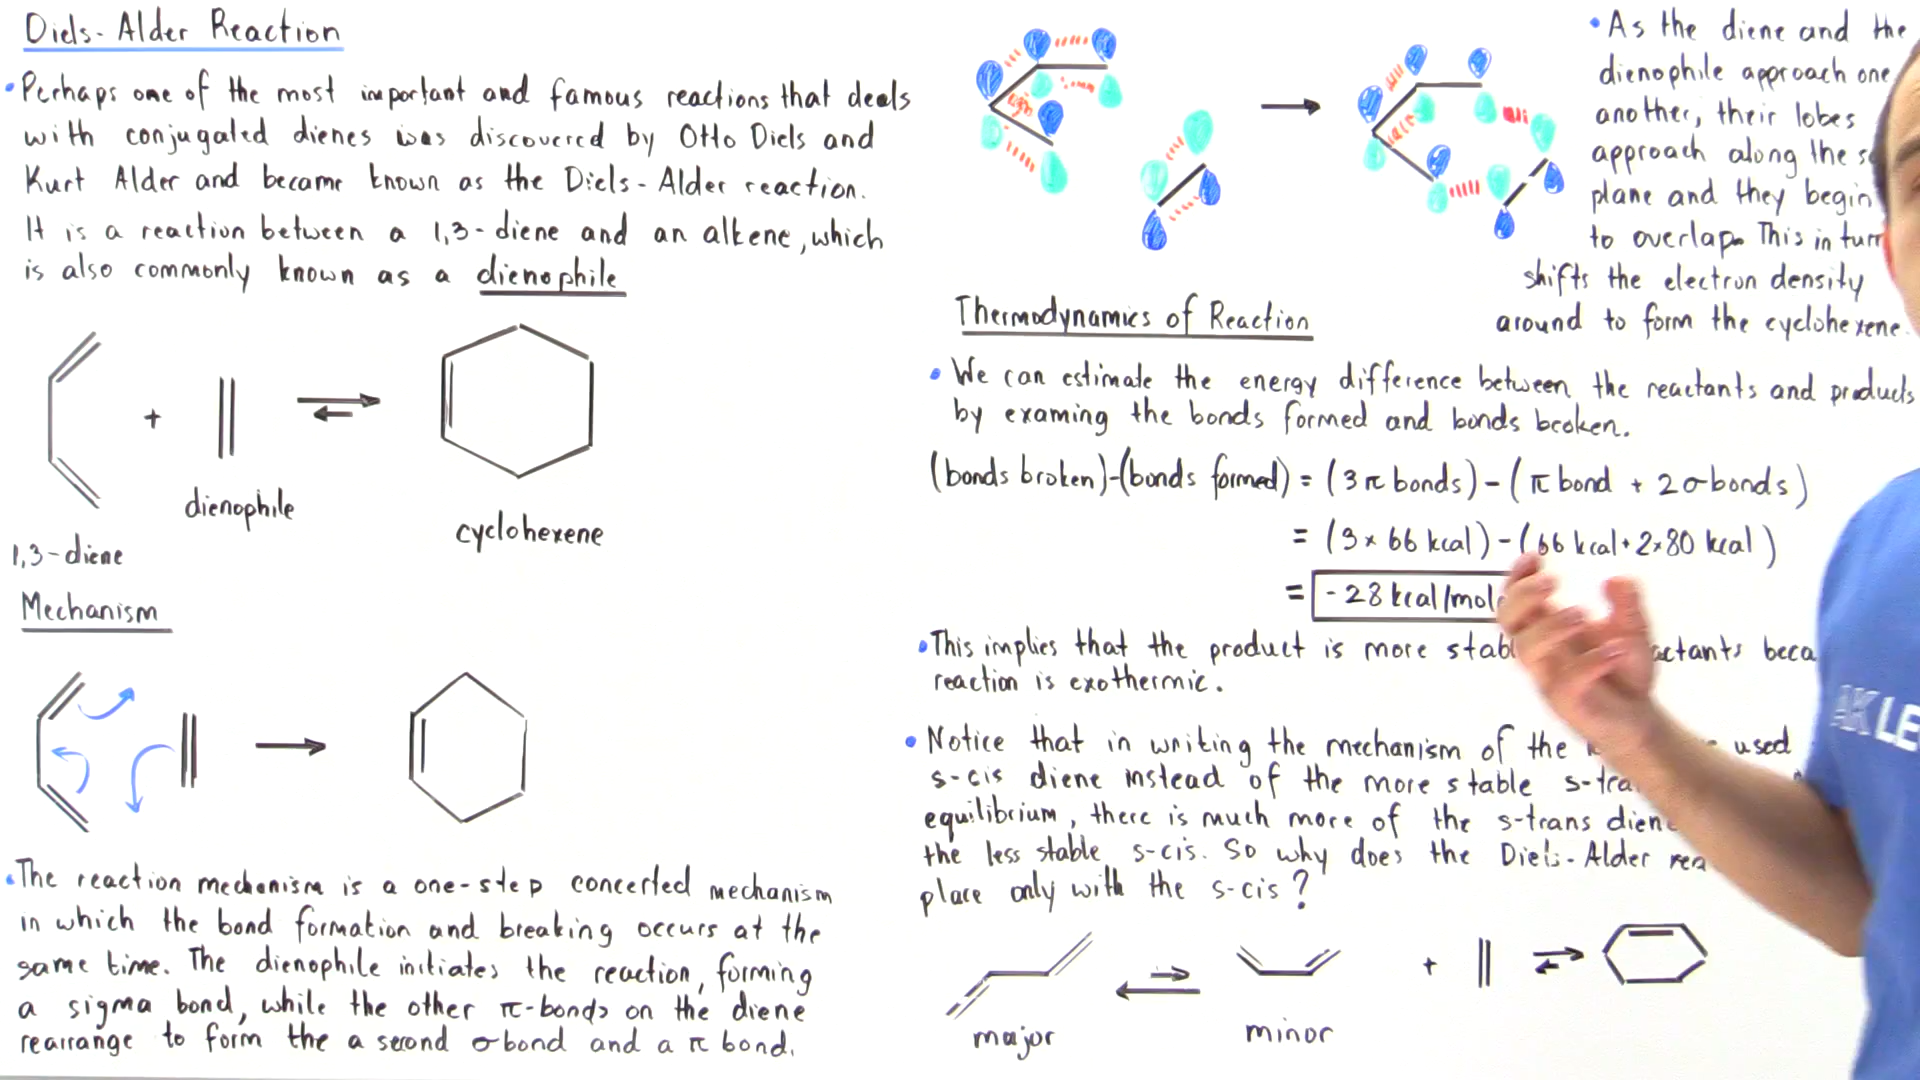 Diels-Alder Reaction
• Perhaps one of the most important and famous reactions that deals
with conjugated dienes was discovered by Otto Diels and
Kurt Alder and became known as the Diels-Alder reaction.
It is a reaction between a 1,3-diene and an alkene, which
is also commonly known as a dienophile
+
dienophile
cyclohexene
1,3-diene
Mechanism
• The reaction mechanism is a one-step concerted mechanism
in which the bond formation and breaking occurs at the
same time. The dienophile initiates the reaction, forming
a sigma bond, while the other π-bonds on the diene
rearrange to form the a second σ bond and a π bond.
• As the diene and the
dienophile approach one
another, their lobes
approach along the s
plane and they begin
to overlap. This in turn
shifts the electron density
around to form the cyclohexene.
Thermodynamics of Reaction
• We can estimate the energy difference between the reactants and products
by examing the bonds formed and bonds broken.
(bonds broken)-(bonds formed) = (3π bonds) - (π bond + 2σ bonds)
= (3 × 66 kcal) - (66 kcal + 2×80 kcal)
= -28 kcal/mol
• This implies that the product is more stabl actants beca
reaction is exothermic.
• Notice that in writing the mechanism of the used
s-cis diene instead of the more stable s-tra
equilibrium, there is much more of the s-trans dien
the less stable s-cis. So why does the Diels-Alder rea
place only with the s-cis?
+
major
minor
AK LE